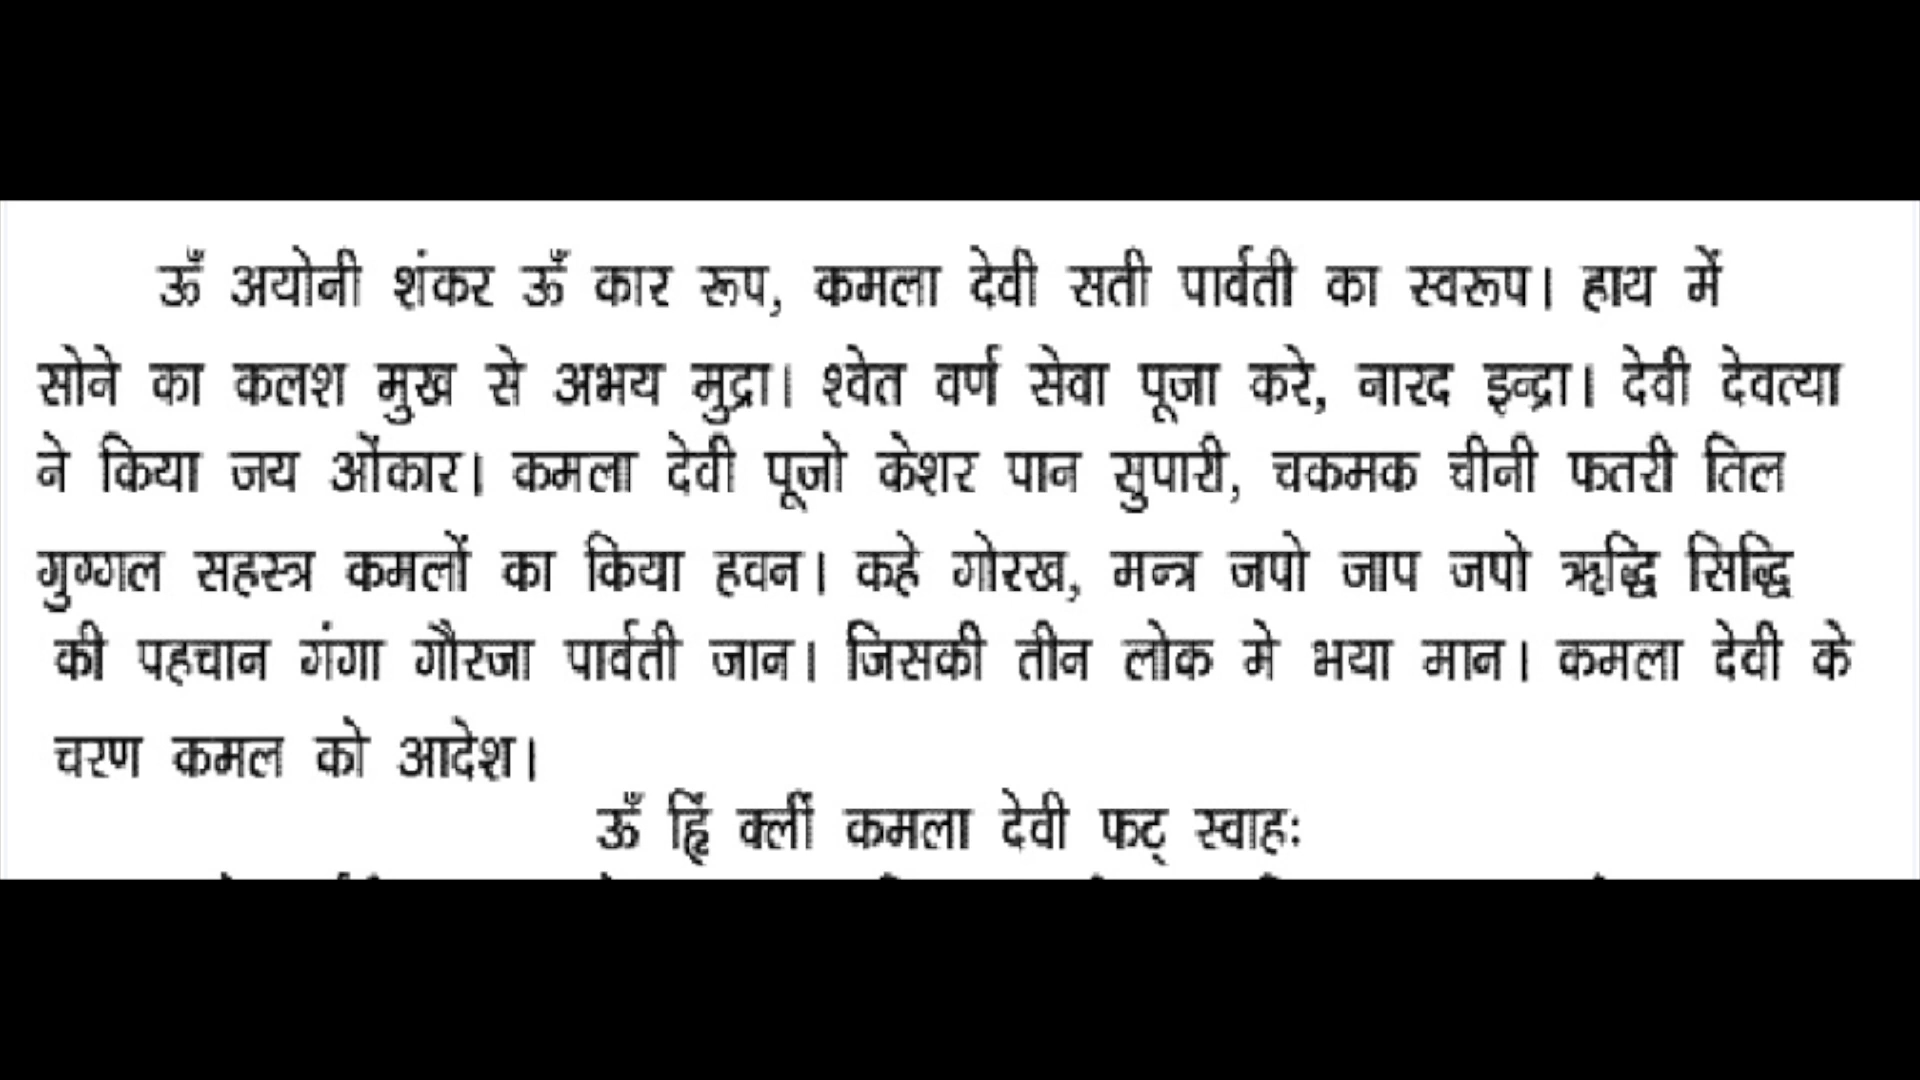 ऊँ अयोनी शंकर ऊँ कार रूप, कमला देवी सती पार्वती का स्वरूप। हाथ में
सोने का कलश मुख से अभय मुद्रा। श्वेत वर्ण सेवा पूजा करे, नारद इन्द्रा। देवी देवत्या
ने किया जय ओंकार। कमला देवी पूजो केशर पान सुपारी, चकमक चीनी फतरी तिल
गुग्गल सहस्त्र कमलों का किया हवन। कहे गोरख, मन्त्र जपो जाप जपो ऋद्धि सिद्धि
की पहचान गंगा गौरजा पार्वती जान। जिसकी तीन लोक मे भया मान। कमला देवी के
चरण कमल को आदेश।
ऊँ ह्रिं क्लीं कमला देवी फट् स्वाहः